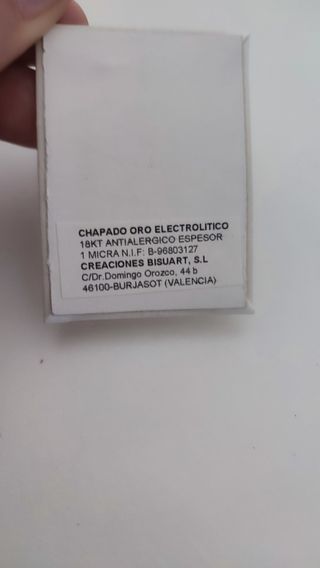 CHAPADO ORO ELECTROLITICO
18KT ANTIALERGICO ESPESOR
1 MICRA N.I.F: B-96803127
CREACIONES BISUART, S.L
C/Dr.Domingo Orozco, 44 b
46100-BURJASOT (VALENCIA)